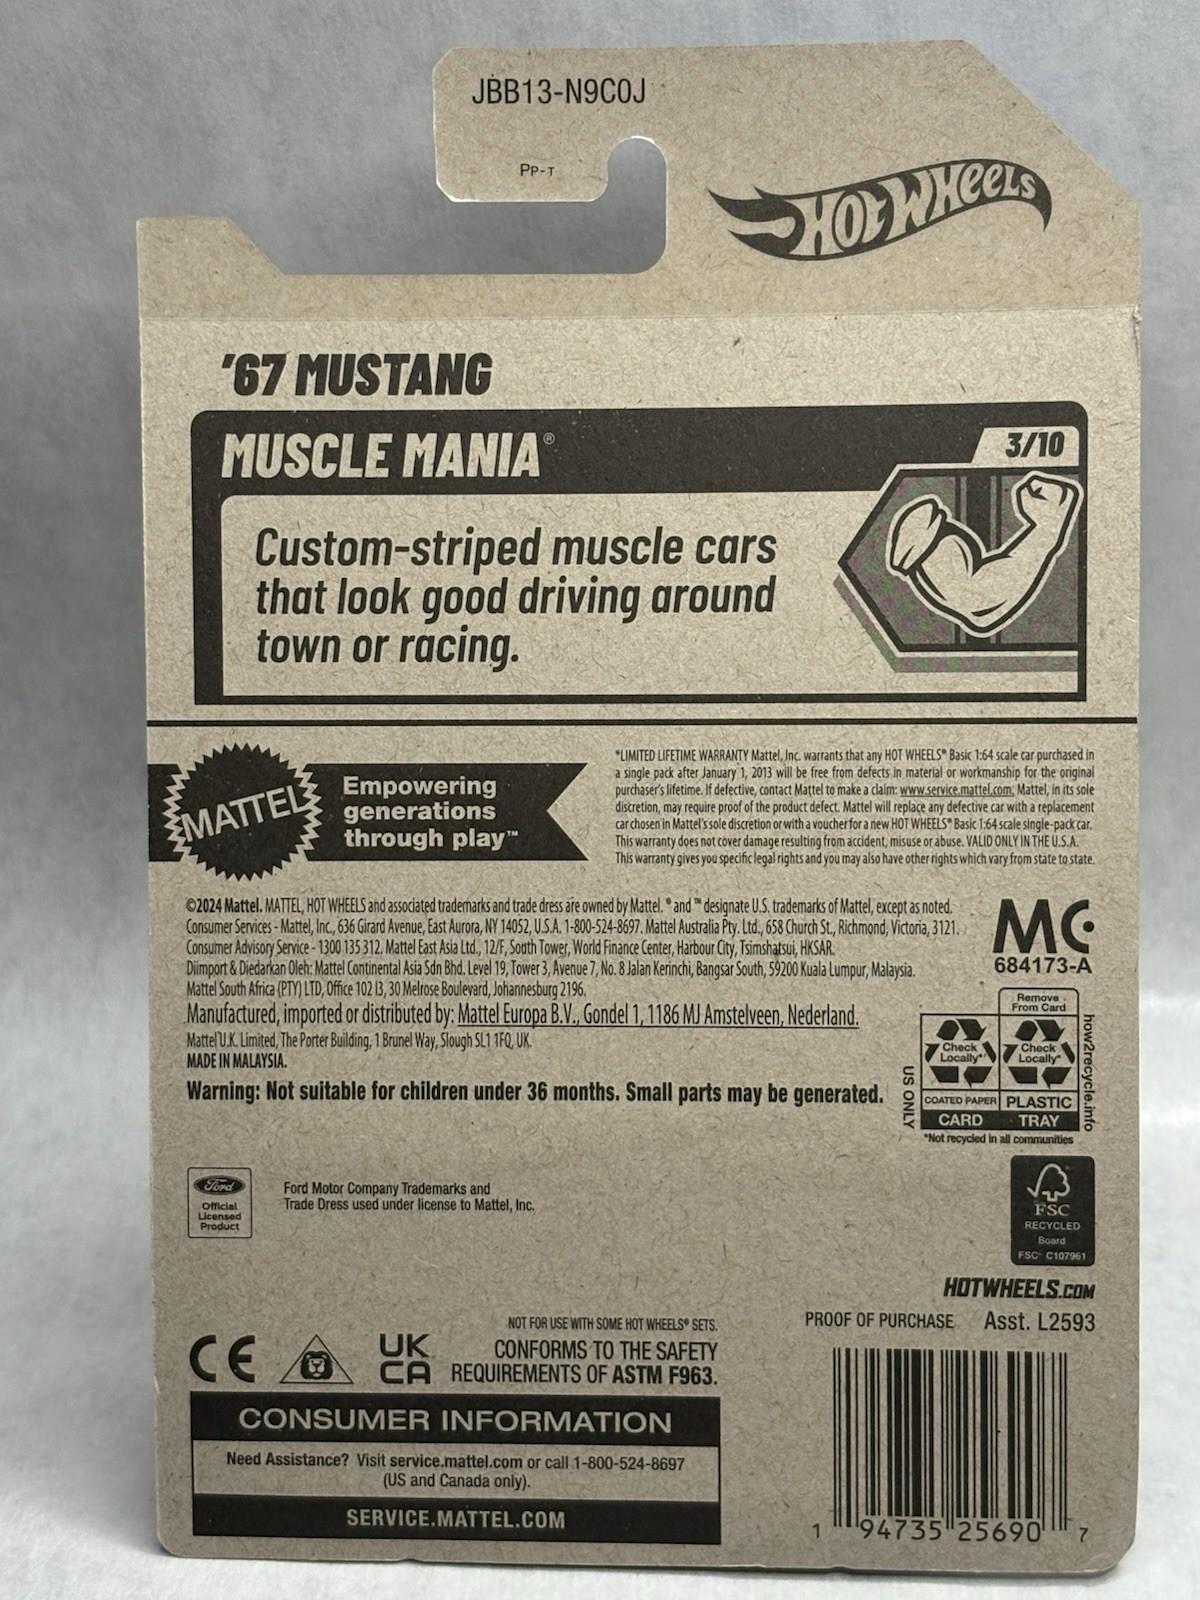 JBB13-N9C0J
PP-T
HOT WHEELS
'67 MUSTANG
MUSCLE MANIA®
3/10
Custom-striped muscle cars
that look good driving around
town or racing.
MATTEL
Empowering
generations
through play™
*LIMITED LIFETIME WARRANTY Mattel, Inc. warrants that any HOT WHEELS® Basic 1:64 scale car purchased in
a single pack after January 1, 2013 will be free from defects in material or workmanship for the original
purchaser's lifetime. If defective, contact Mattel to make a claim: www.service.mattel.com. Mattel, in its sole
discretion, may require proof of the product defect. Mattel will replace any defective car with a replacement
car chosen in Mattel's sole discretion or with a voucher for a new HOT WHEELS® Basic 1:64 scale single-pack car.
This warranty does not cover damage resulting from accident, misuse or abuse. VALID ONLY IN THE U.S.A.
This warranty gives you specific legal rights and you may also have other rights which vary from state to state.
©2024 Mattel. MATTEL, HOT WHEELS and associated trademarks and trade dress are owned by Mattel. ® and ™ designate U.S. trademarks of Mattel, except as noted.
Consumer Services - Mattel, Inc., 636 Girard Avenue, East Aurora, NY 14052, U.S.A. 1-800-524-8697. Mattel Australia Pty. Ltd., 658 Church St., Richmond, Victoria, 3121.
Consumer Advisory Service - 1300 135 312. Mattel East Asia Ltd., 12/F, South Tower, World Finance Center, Harbour City, Tsimshatsui, HKSAR.
Diimport & Diedarkan Oleh: Mattel Continental Asia Sdn Bhd. Level 19, Tower 3, Avenue 7, No. 8 Jalan Kerinchi, Bangsar South, 59200 Kuala Lumpur, Malaysia.
Mattel South Africa (PTY) LTD, Office 102 I3, 30 Melrose Boulevard, Johannesburg 2196.
Manufactured, imported or distributed by: Mattel Europa B.V., Gondel 1, 1186 MJ Amstelveen, Nederland.
Mattel U.K. Limited, The Porter Building, 1 Brunel Way, Slough SL1 1FQ, UK.
MADE IN MALAYSIA.
Warning: Not suitable for children under 36 months. Small parts may be generated.
MC
684173-A
Remove
From Card
Check
Locally*
Check
Locally*
COATED PAPER
PLASTIC
CARD
TRAY
US ONLY
how2recycle.info
*Not recycled in all communities
Ford
Official
Licensed
Product
Ford Motor Company Trademarks and
Trade Dress used under license to Mattel, Inc.
FSC
RECYCLED
Board
FSC® C107961
HOTWHEELS.COM
PROOF OF PURCHASE Asst. L2593
NOT FOR USE WITH SOME HOT WHEELS® SETS.
CE
UK
CA
CONFORMS TO THE SAFETY
REQUIREMENTS OF ASTM F963.
CONSUMER INFORMATION
Need Assistance? Visit service.mattel.com or call 1-800-524-8697
(US and Canada only).
SERVICE.MATTEL.COM
1 94735 25690 7